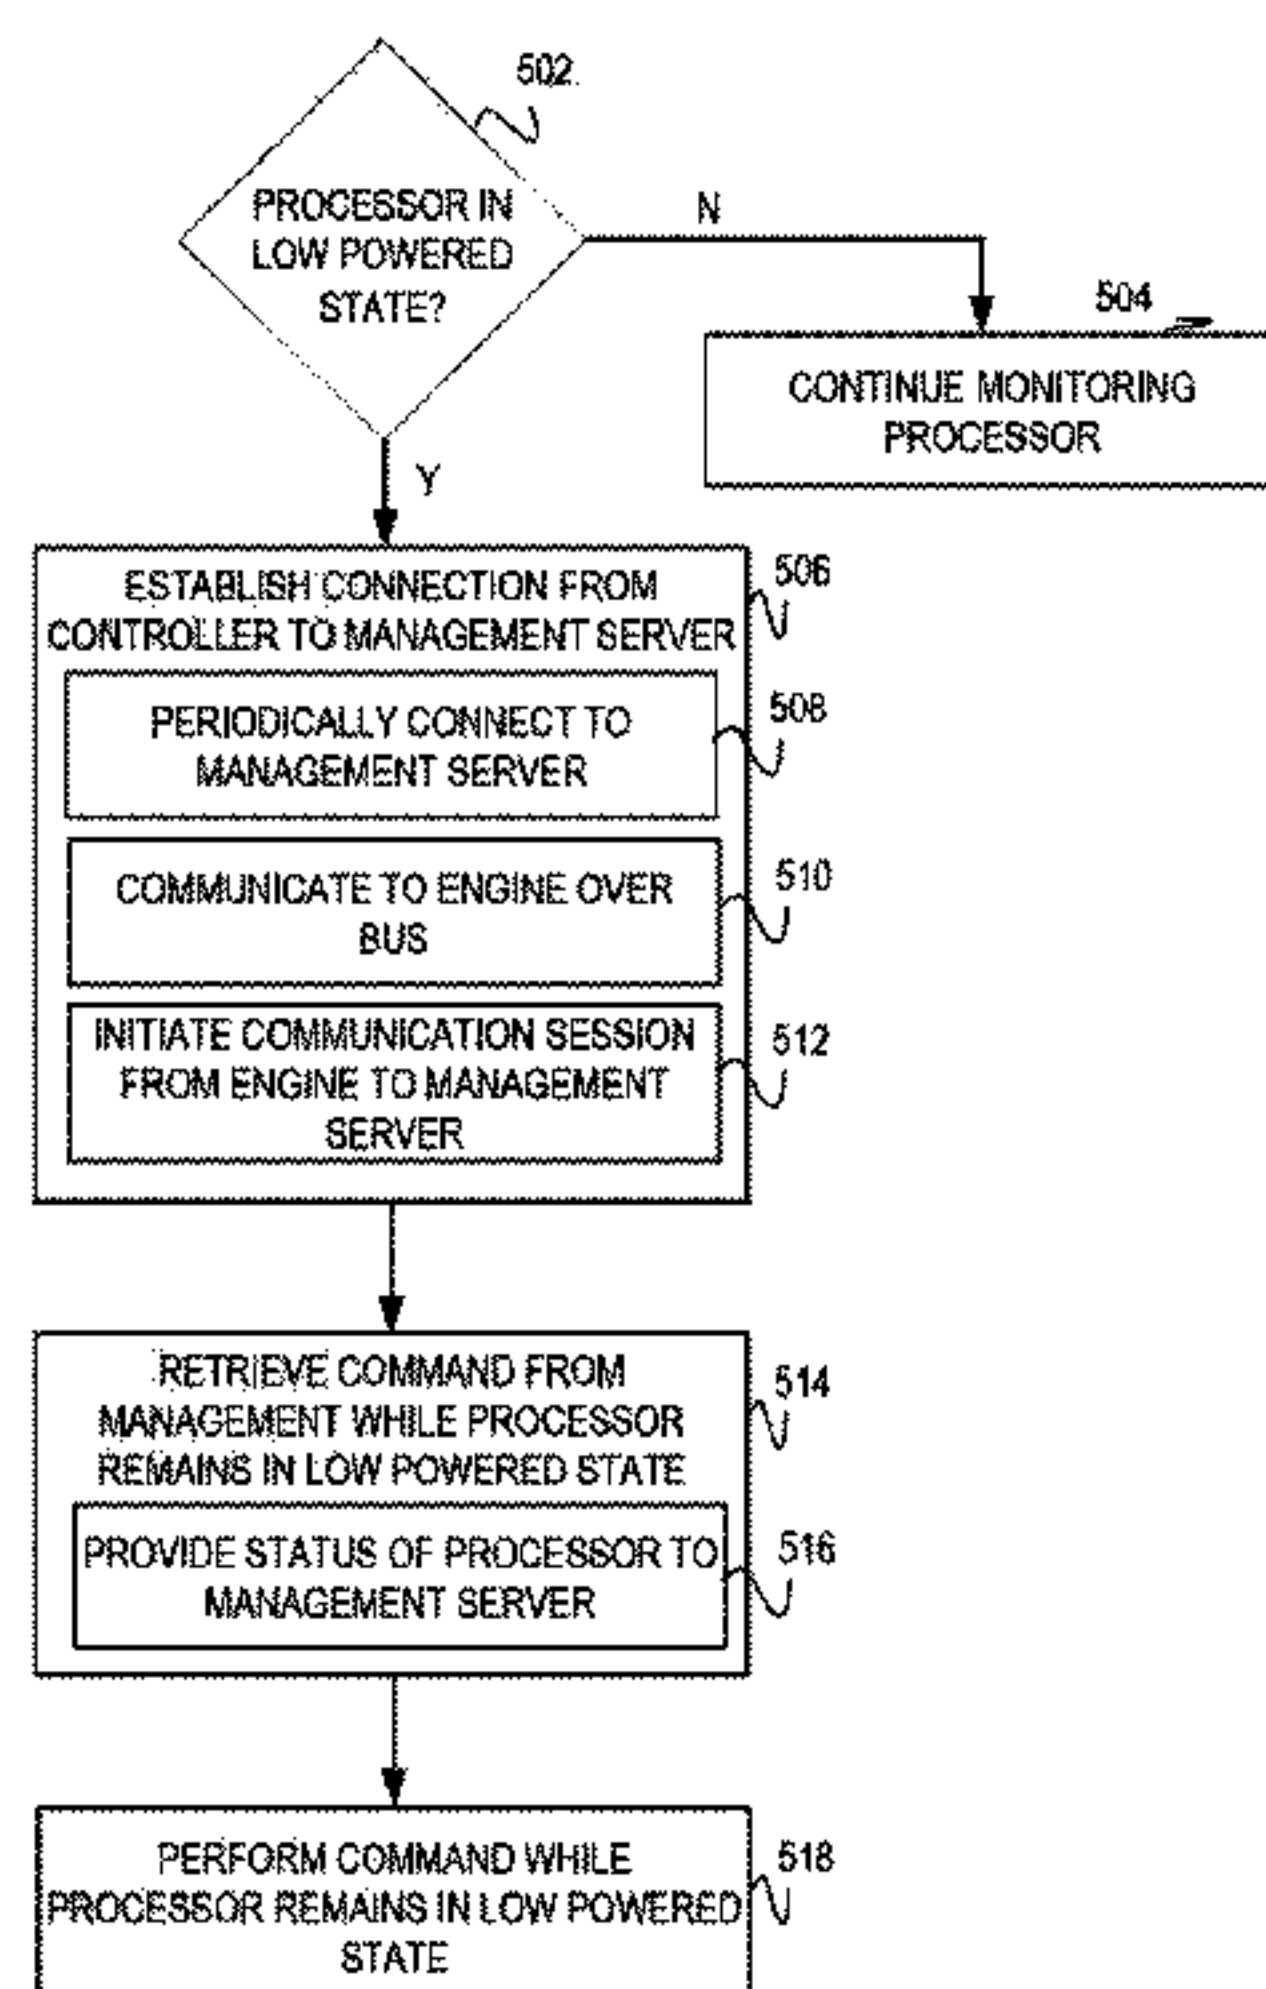 502
PROCESSOR IN
LOW POWERED
STATE?
N
504
CONTINUE MONITORING
PROCESSOR
Y
506
ESTABLISH CONNECTION FROM
CONTROLLER TO MANAGEMENT SERVER
508
PERIODICALLY CONNECT TO
MANAGEMENT SERVER
510
COMMUNICATE TO ENGINE OVER
BUS
512
INITIATE COMMUNICATION SESSION
FROM ENGINE TO MANAGEMENT
SERVER
514
RETRIEVE COMMAND FROM
MANAGEMENT WHILE PROCESSOR
REMAINS IN LOW POWERED STATE
516
PROVIDE STATUS OF PROCESSOR TO
MANAGEMENT SERVER
518
PERFORM COMMAND WHILE
PROCESSOR REMAINS IN LOW POWERED
STATE